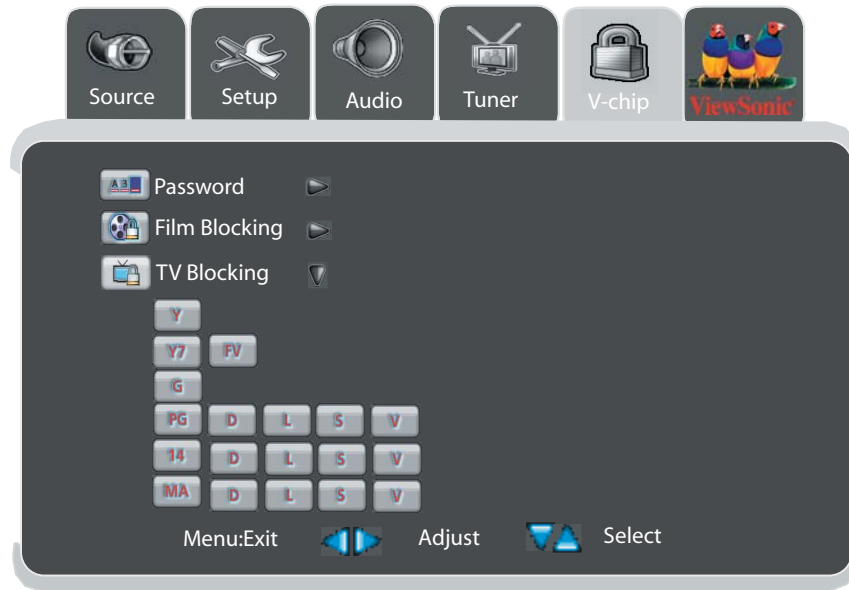 Source Setup Audio Tuner V-chip ViewSonic
A B Password
Film Blocking
TV Blocking
Y
Y7 FV
G
PG D L S V
14 D L S V
MA D L S V
Menu:Exit Adjust Select